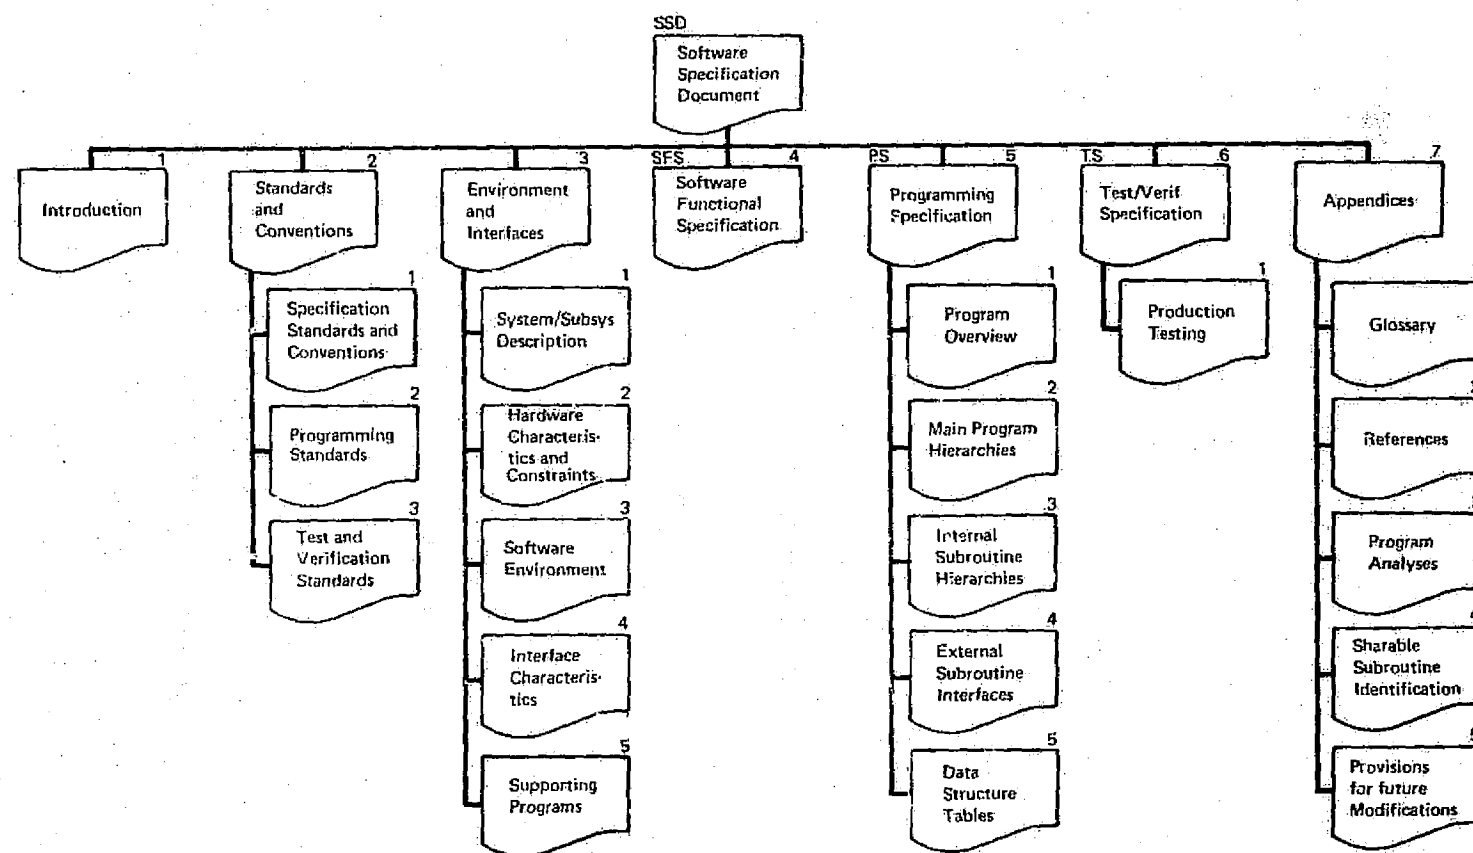 SSD
Software
Specification
Document
1
Introduction
2
Standards
and
Conventions
1
Specification
Standards and
Conventions
2
Programming
Standards
3
Test and
Verification
Standards
3
Environment
and
Interfaces
1
System/Subsys
Description
2
Hardware
Characteris-
tics and
Constraints
3
Software
Environment
4
Interface
Characteris-
tics
5
Supporting
Programs
SFS
4
Software
Functional
Specification
PS
5
Programming
Specification
1
Program
Overview
2
Main Program
Hierarchies
3
Internal
Subroutine
Hierarchies
4
External
Subroutine
Interfaces
5
Data
Structure
Tables
TS
6
Test/Verif
Specification
1
Production
Testing
7
Appendices
Glossary
References
Program
Analyses
Sharable
Subroutine
Identification
Provisions
for future
Modifications